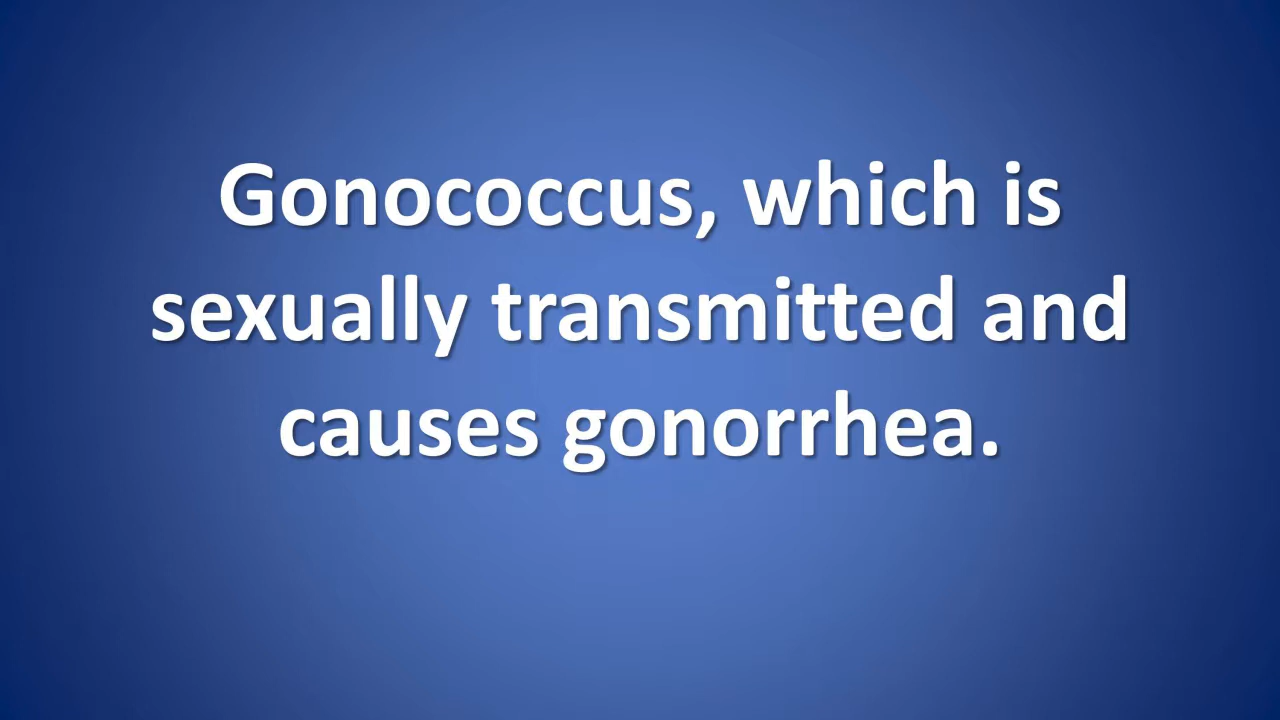 Gonococcus, which is
sexually transmitted and
causes gonorrhea.